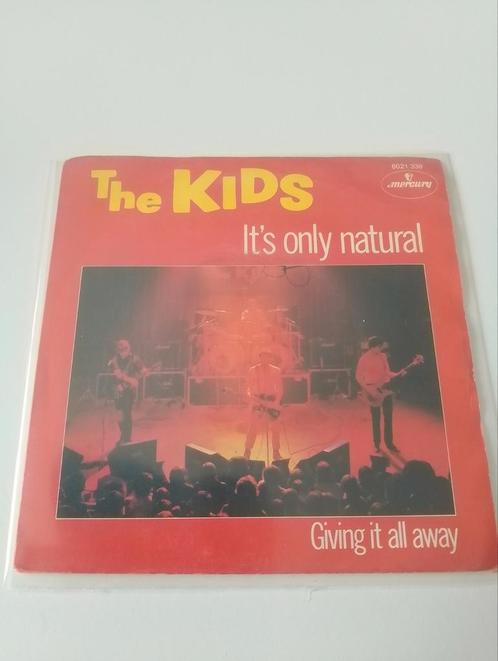 The KIDS
6021 338
mercury
It's only natural
Giving it all away